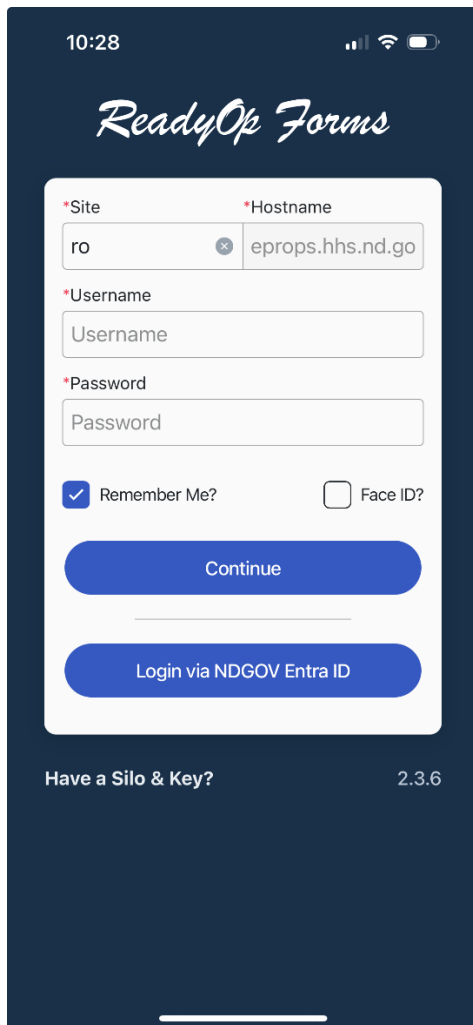 10:28
ReadyOp Forms
*Site *Hostname
ro eprops.hhs.nd.go
*Username
Username
*Password
Password
Remember Me? Face ID?
Continue
Login via NDGOV Entra ID
Have a Silo & Key? 2.3.6